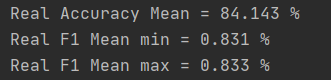 Real Accuracy Mean = 84.143 %
Real F1 Mean min = 0.831 %
Real F1 Mean max = 0.833 %